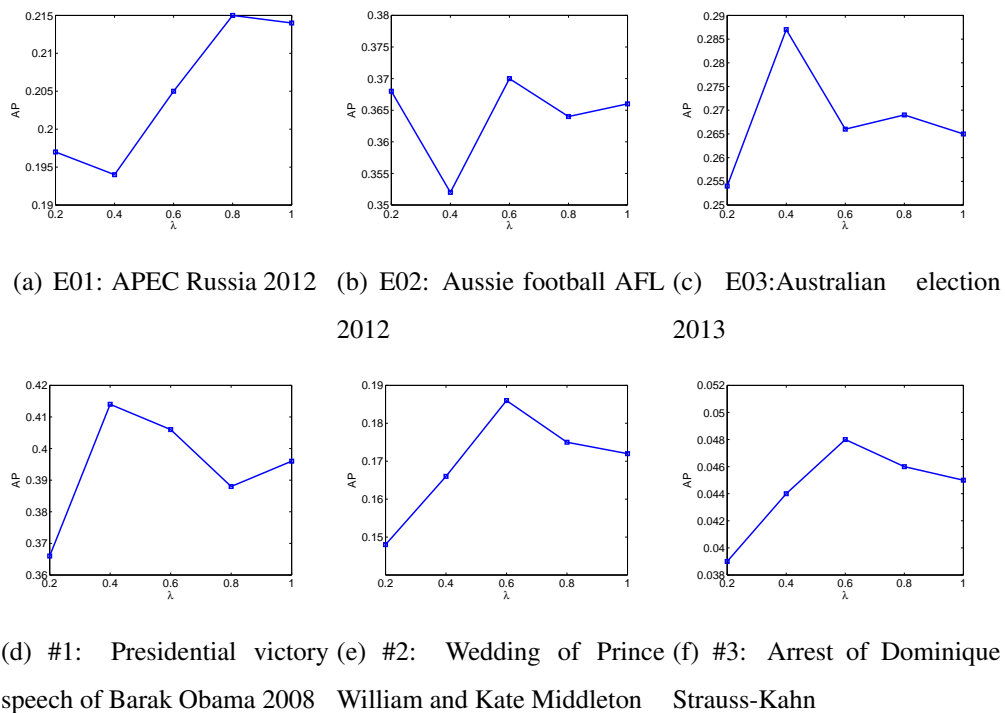 0.215
0.21
0.205
0.2
0.195
0.19
AP
0.2 0.4 0.6 0.8 1
λ
(a) E01: APEC Russia 2012
0.38
0.375
0.37
0.365
0.36
0.355
0.35
AP
0.2 0.4 0.6 0.8 1
λ
(b) E02: Aussie football AFL
2012
0.29
0.285
0.28
0.275
0.27
0.265
0.26
0.255
0.25
AP
0.2 0.4 0.6 0.8 1
λ
(c) E03:Australian election
2013
0.42
0.41
0.4
0.39
0.38
0.37
0.36
AP
0.2 0.4 0.6 0.8 1
λ
(d) #1: Presidential victory
speech of Barak Obama 2008
0.19
0.18
0.17
0.16
0.15
AP
0.2 0.4 0.6 0.8 1
λ
(e) #2: Wedding of Prince
William and Kate Middleton
0.052
0.05
0.048
0.046
0.044
0.042
0.04
0.038
AP
0.2 0.4 0.6 0.8 1
λ
(f) #3: Arrest of Dominique
Strauss-Kahn